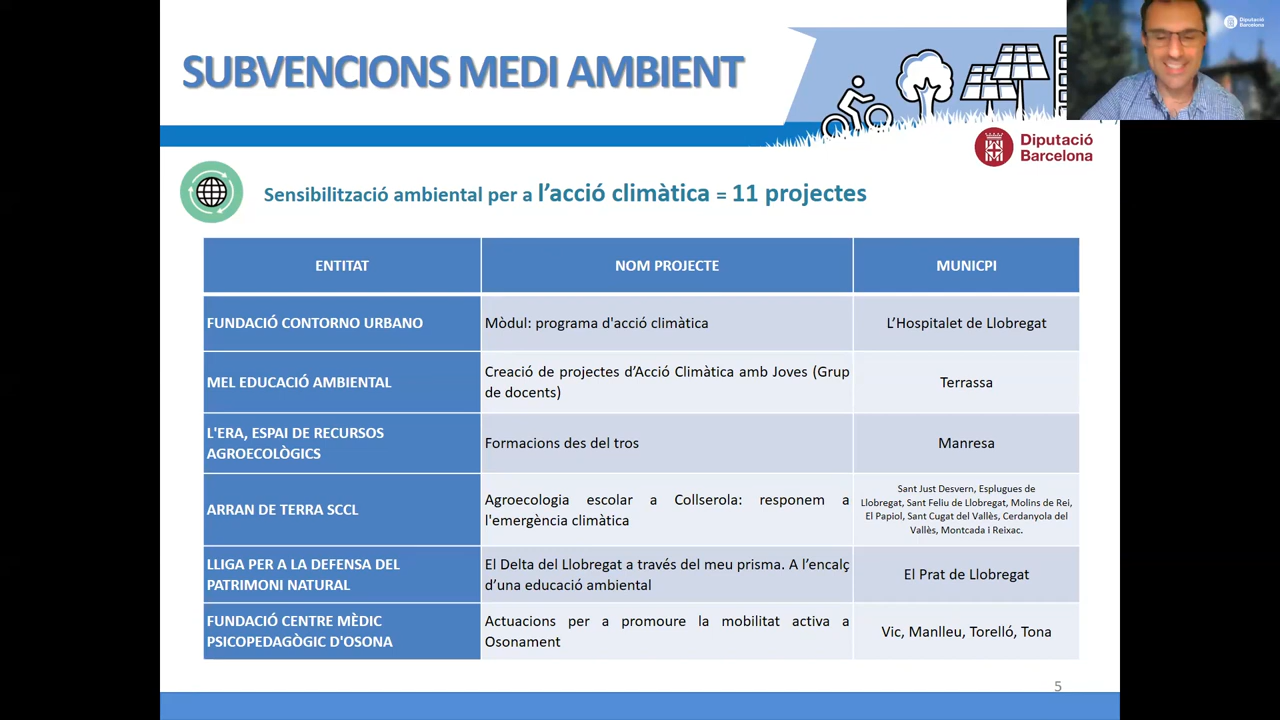 SUBVENCIONS MEDI AMBIENT
Diputació
Barcelona
Diputació
Barcelona
Sensibilització ambiental per a l’acció climàtica = 11 projectes
ENTITAT
NOM PROJECTE
MUNICPI
FUNDACIÓ CONTORNO URBANO
Mòdul: programa d'acció climàtica
L’Hospitalet de Llobregat
MEL EDUCACIÓ AMBIENTAL
Creació de projectes d’Acció Climàtica amb Joves (Grup
de docents)
Terrassa
L'ERA, ESPAI DE RECURSOS
AGROECOLÒGICS
Formacions des del tros
Manresa
ARRAN DE TERRA SCCL
Agroecologia escolar a Collserola: responem a
l'emergència climàtica
Sant Just Desvern, Esplugues de
Llobregat, Sant Feliu de Llobregat, Molins de Rei,
El Papiol, Sant Cugat del Vallès, Cerdanyola del
Vallès, Montcada i Reixac.
LLIGA PER A LA DEFENSA DEL
PATRIMONI NATURAL
El Delta del Llobregat a través del meu prisma. A l’encalç
d’una educació ambiental
El Prat de Llobregat
FUNDACIÓ CENTRE MÈDIC
PSICOPEDAGÒGIC D'OSONA
Actuacions per a promoure la mobilitat activa a
Osonament
Vic, Manlleu, Torelló, Tona
5